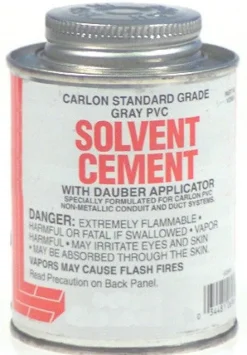 CARLON STANDARD GRADE
GRAY PVC
SOLVENT
CEMENT
WITH DAUBER APPLICATOR
SPECIALLY FORMULATED FOR CARLON PVC
NON-METALLIC CONDUIT AND DUCT SYSTEMS.
DANGER: EXTREMELY FLAMMABLE •
HARMFUL OR FATAL IF SWALLOWED • VAPOR
HARMFUL • MAY IRRITATE EYES AND SKIN
• MAY BE ABSORBED THROUGH THE SKIN.
VAPORS MAY CAUSE FLASH FIRES
Read Precaution on Back Panel.